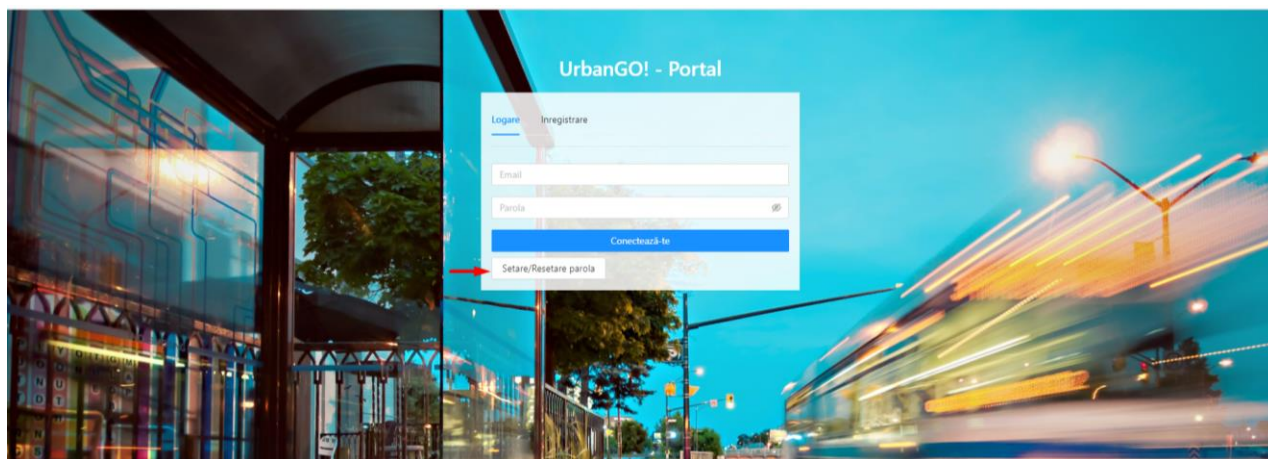 UrbanGO! - Portal
Logare Inregistrare
Email
Parola
Conectează-te
Setare/Resetare parola